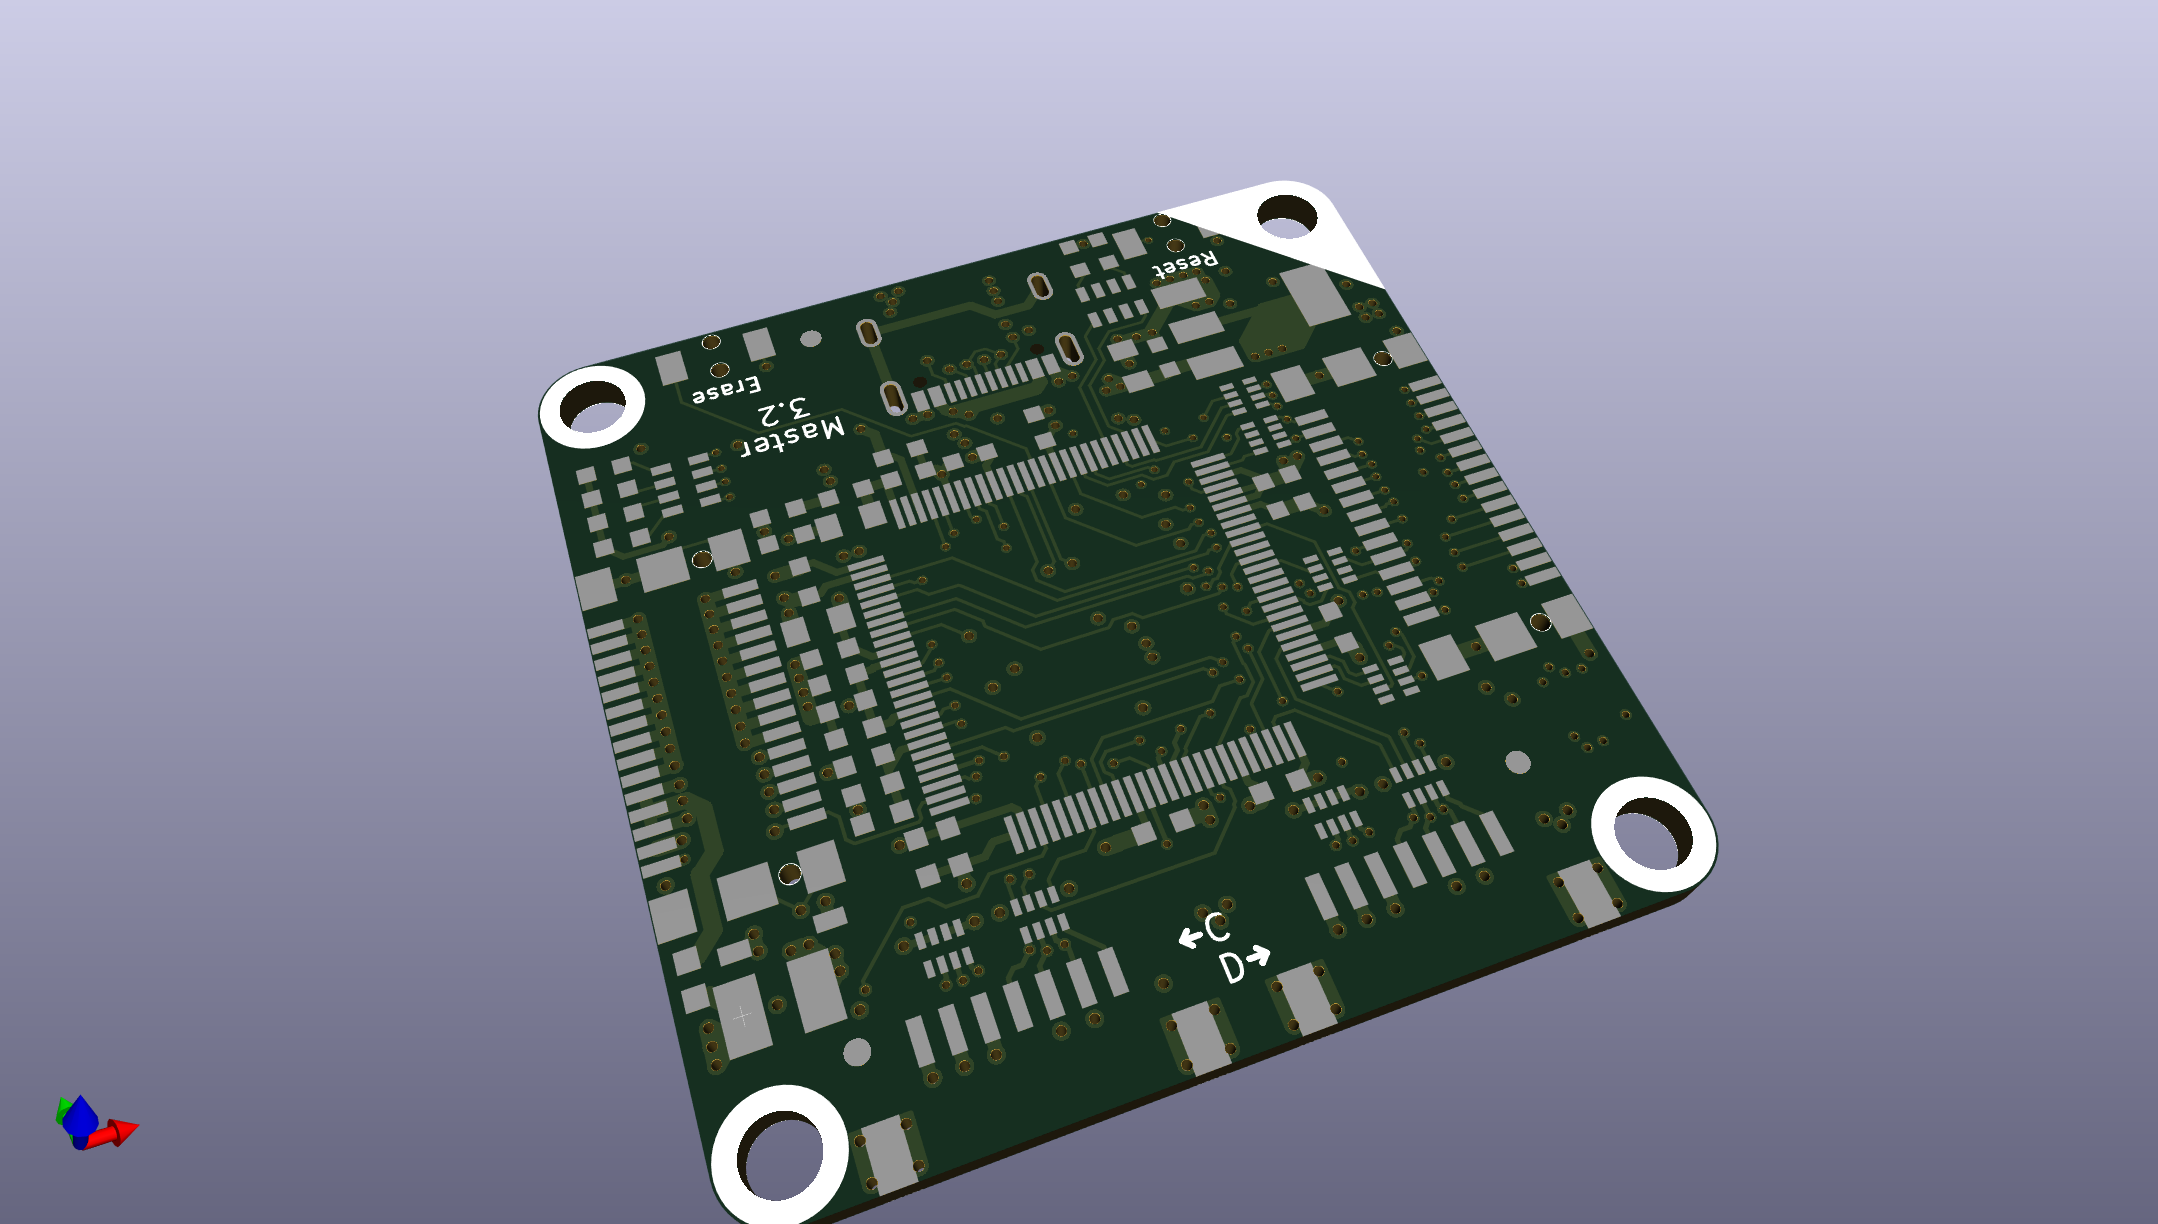 Reset
Erase
3.2
Master
←C
D→